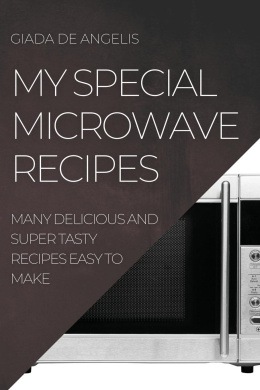 GIADA DE ANGELIS
MY SPECIAL
MICROWAVE
RECIPES
MANY DELICIOUS AND
SUPER TASTY
RECIPES EASY TO
MAKE